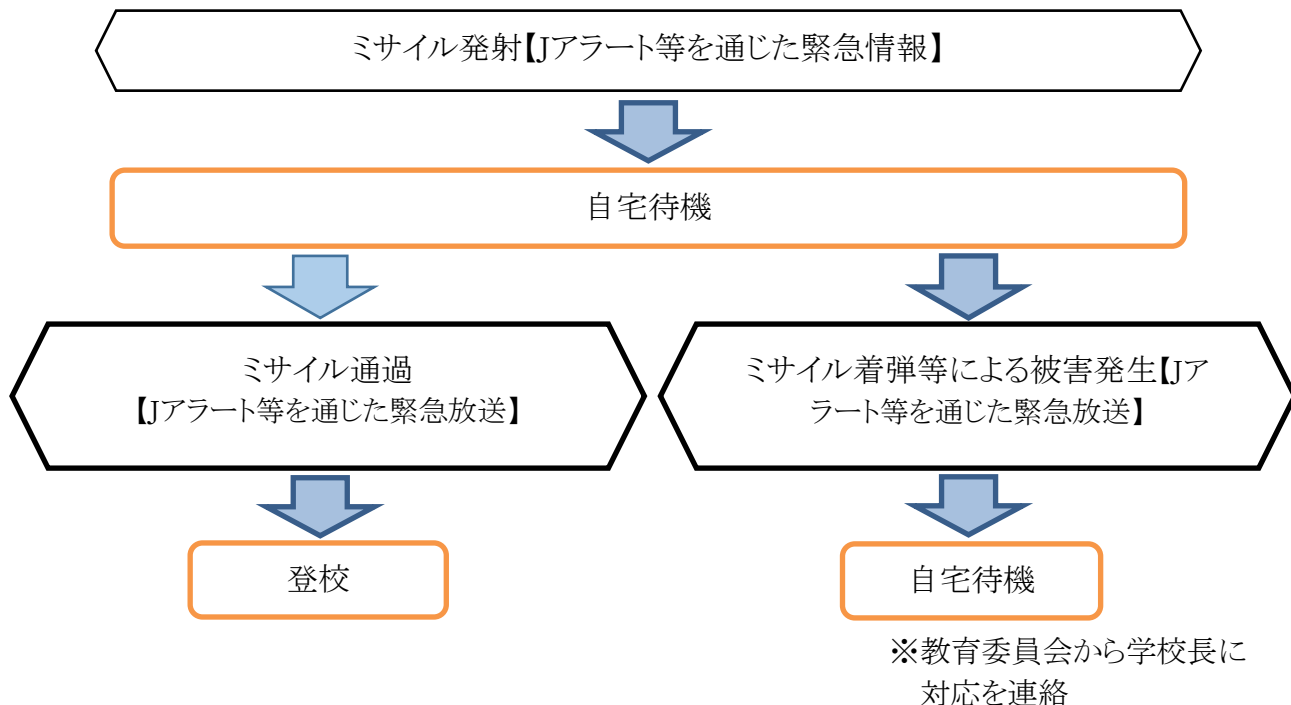 ミサイル発射【Jアラート等を通じた緊急情報】
自宅待機
ミサイル通過
【Jアラート等を通じた緊急放送】
ミサイル着弾等による被害発生【Jア
ラート等を通じた緊急放送】
登校
自宅待機
※教育委員会から学校長に
対応を連絡